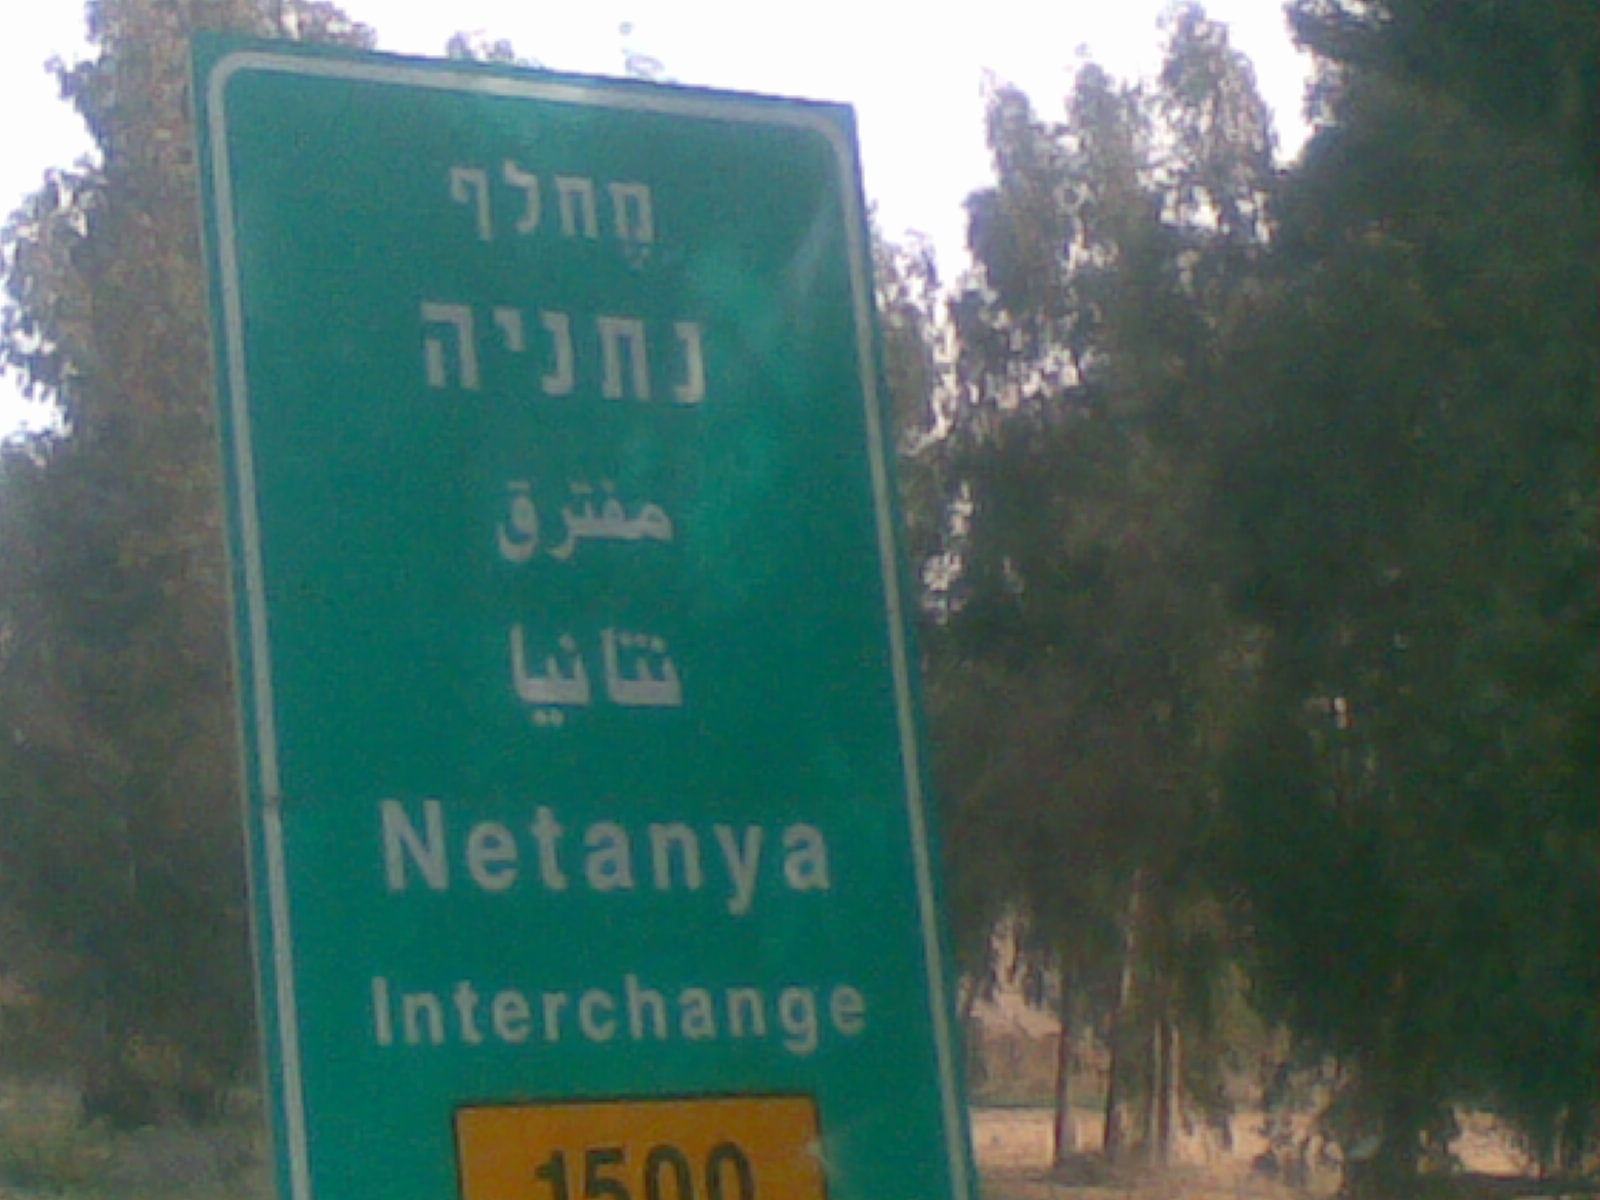 מֶחלף
נתניה
مفترق
نتانيا
Netanya
Interchange
1500